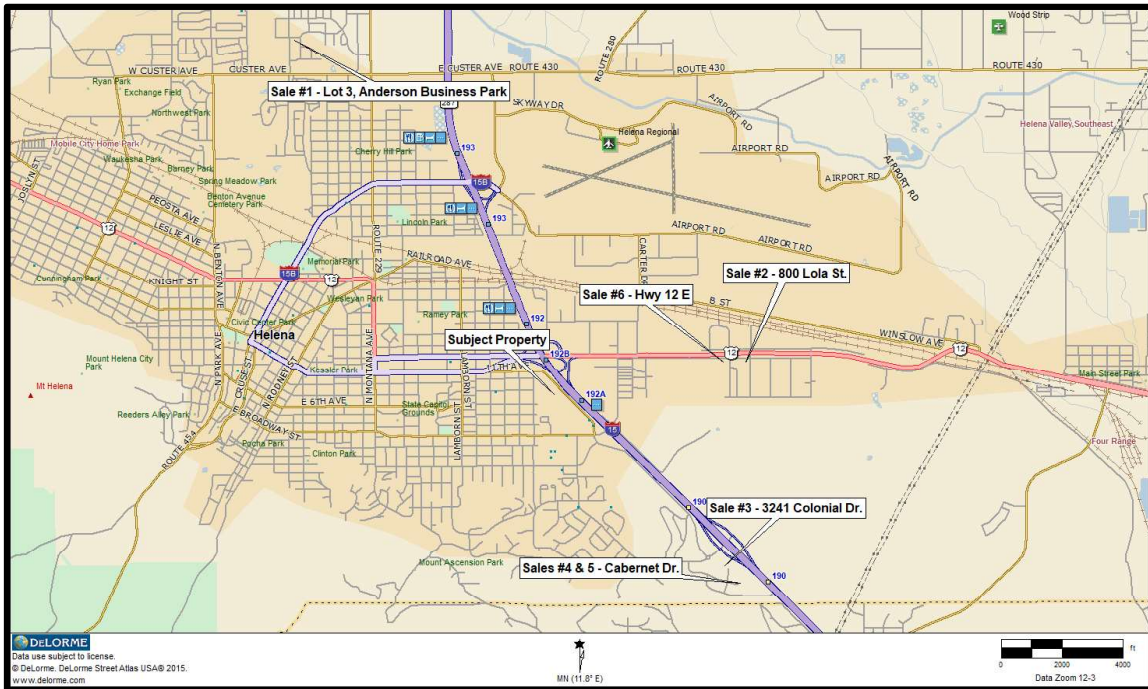 Wood Strip
W CUSTER AVE
CUSTER AVE
E CUSTER AVE
ROUTE 430
ROUTE 280
ROUTE 430
ROUTE 430
Ryan Park
Exchange Field
Sale #1 - Lot 3, Anderson Business Park
287
SKYWAY DR
AIRPORT RD
Northwest Park
Helena Regional
Helena Valley Southeast
Mobile City Home Park
Waukesha Park
Cherry Hill Park
193
AIRPORT RD
JOSLYN ST
Barney Park
Spring Meadow Park
15B
AIRPORT RD
AIRPORT RD
Benton Avenue
Cemetery Park
PEOSTA AVE
LESLIE AVE
12
Lincoln Park
193
AIRPORT RD
AIRPORT RD
N BENTON AVE
ROUTE 229
RAILROAD AVE
CARTER DR
Memorial Park
Cunningham Park
KNIGHT ST
15B
12
Sale #2 - 800 Lola St.
Wesleyan Park
Sale #6 - Hwy 12 E
B ST
Civic Center Park
Ramey Park
192
WINSLOW AVE
Helena
Subject Property
12
12
Mount Helena City
Park
N PARK AVE
CRUSE ST
N RODNEY ST
N MONTANA AVE
Kessler Park
LAMBORN ST
11TH AVE
192B
Main Street Park
Mt Helena
E 6TH AVE
State Capitol
Grounds
192A
Reeders Alley Park
E BROADWAY ST
15
ROUTE 454
Pocha Park
Clinton Park
LAMBORN ST
Four Range
190
Sale #3 - 3241 Colonial Dr.
Mount Ascension Park
Sales #4 & 5 - Cabernet Dr.
190
DELORME
Data use subject to license.
© DeLorme. DeLorme Street Atlas USA® 2015.
www.delorme.com
MN (11.8° E)
ft
0 2000 4000
Data Zoom 12-3